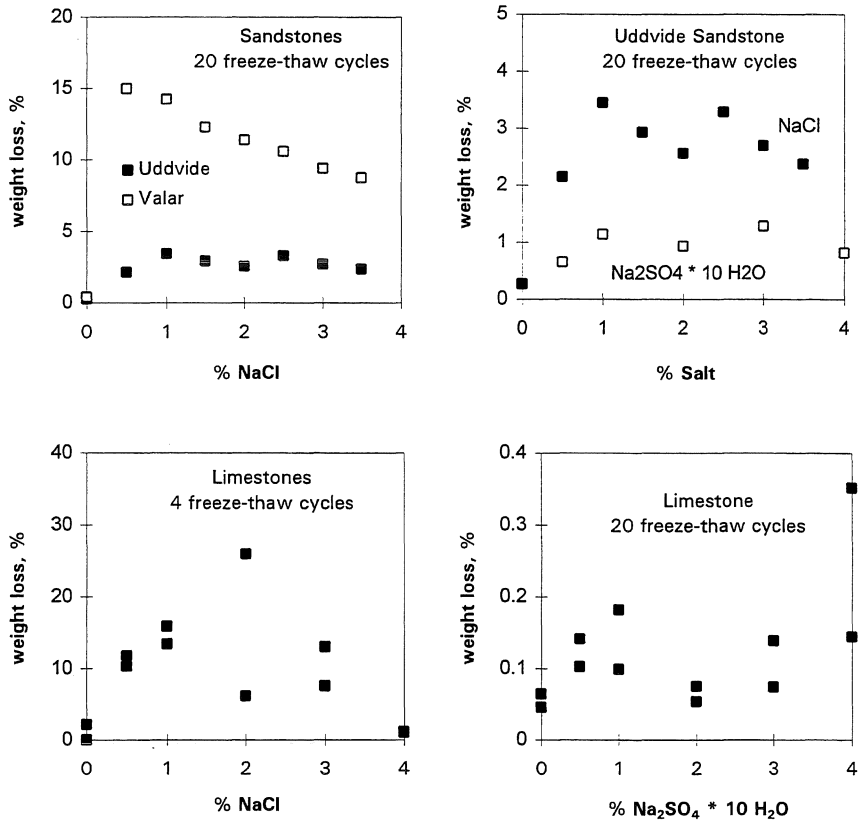 Sandstones
20 freeze-thaw cycles
weight loss, %
20
15
10
5
0
Uddvide
Valar
0 1 2 3 4
% NaCl
Uddvide Sandstone
20 freeze-thaw cycles
weight loss, %
5
4
3
2
1
0
NaCl
Na2SO4 * 10 H2O
0 1 2 3 4
% Salt
Limestones
4 freeze-thaw cycles
weight loss, %
40
30
20
10
0
0 1 2 3 4
% NaCl
Limestone
20 freeze-thaw cycles
weight loss, %
0.4
0.3
0.2
0.1
0
0 1 2 3 4
% Na₂SO₄ * 10 H₂O